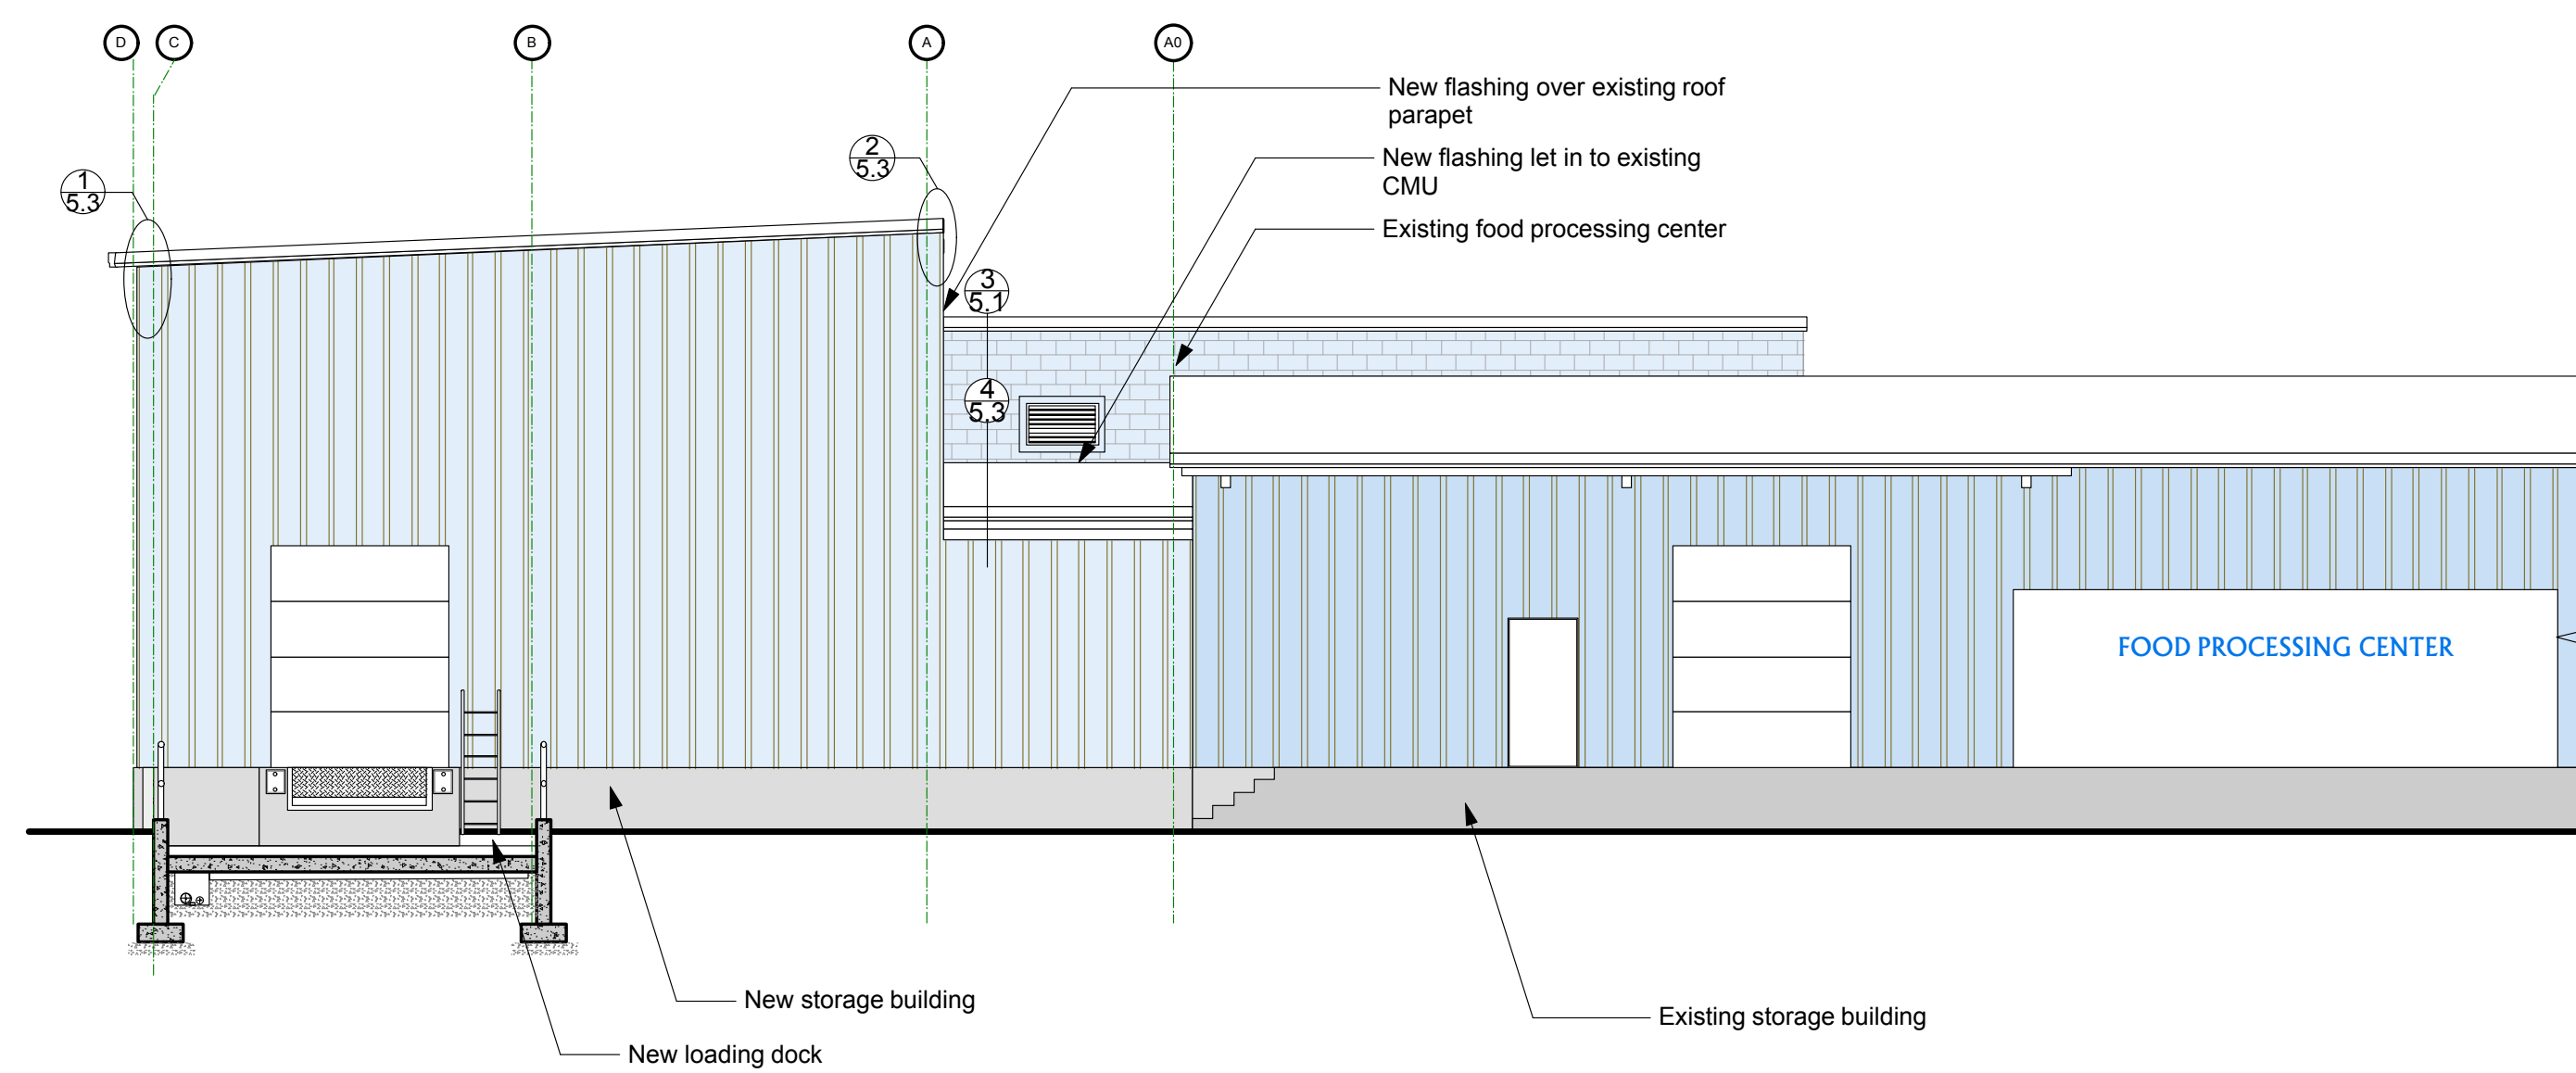 D
C
B
A
A0
New flashing over existing roof
parapet
New flashing let in to existing
CMU
Existing food processing center
1
5.3
2
5.3
3
5.1
4
5.3
FOOD PROCESSING CENTER
New storage building
New loading dock
Existing storage building